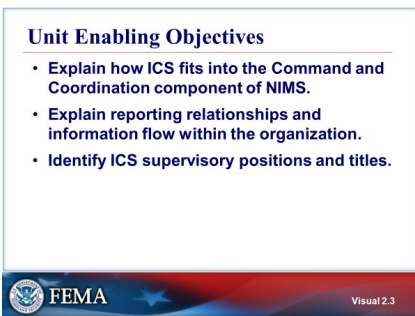 Unit Enabling Objectives
• Explain how ICS fits into the Command and
Coordination component of NIMS.
• Explain reporting relationships and
information flow within the organization.
• Identify ICS supervisory positions and titles.
FEMA
Visual 2.3